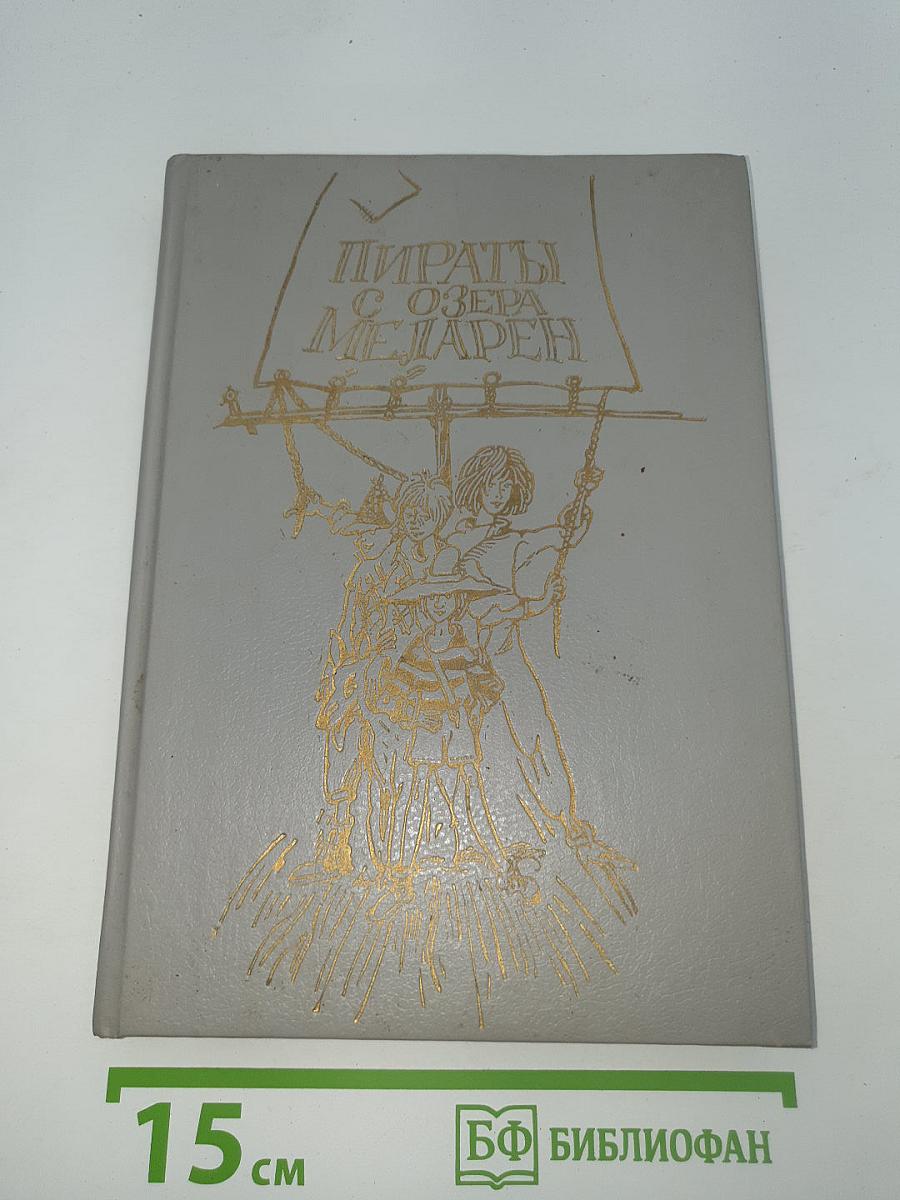 ПИРАТЫ
С ОЗЕРА
МЕЛАРЕН
15 см
БФ БИБЛИОФАН